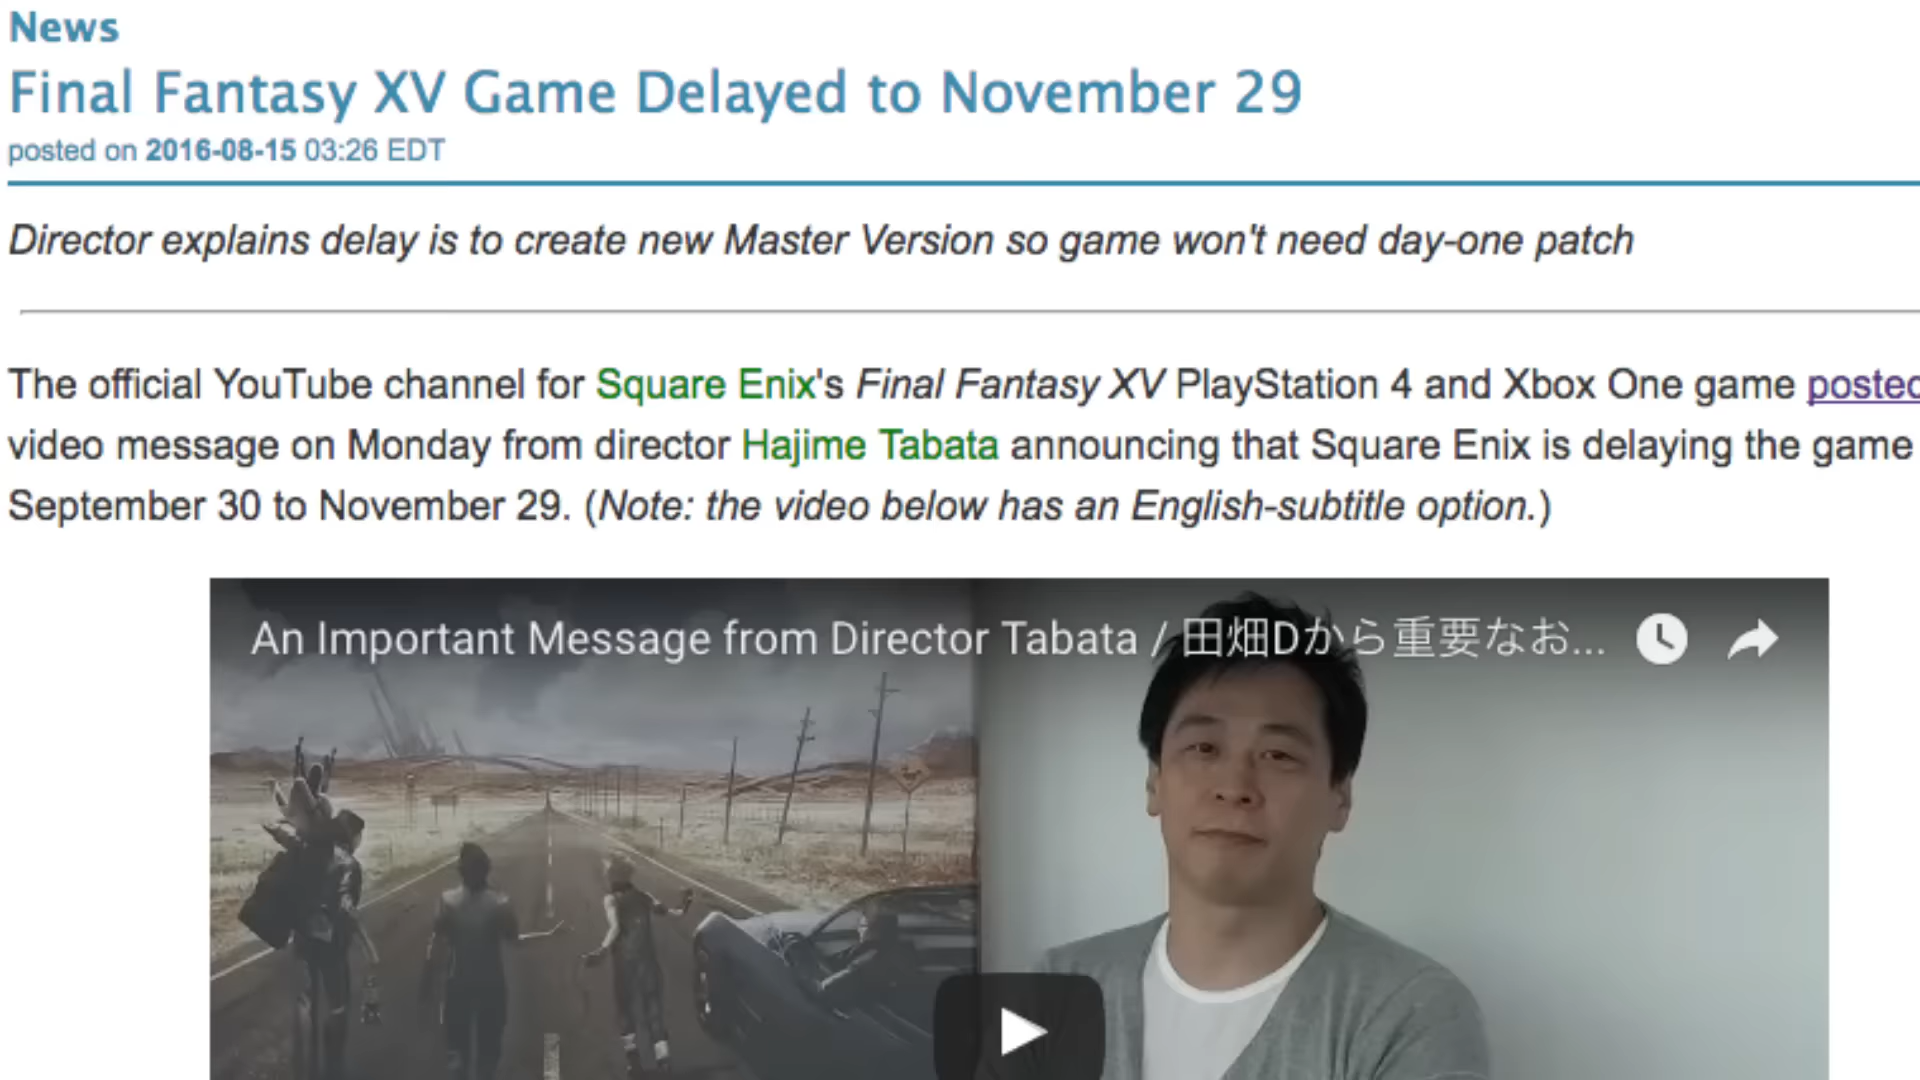 News
Final Fantasy XV Game Delayed to November 29
posted on 2016-08-15 03:26 EDT
Director explains delay is to create new Master Version so game won't need day-one patch
The official YouTube channel for Square Enix's Final Fantasy XV PlayStation 4 and Xbox One game posted
video message on Monday from director Hajime Tabata announcing that Square Enix is delaying the game
September 30 to November 29. (Note: the video below has an English-subtitle option.)
An Important Message from Director Tabata / 田畑Dから重要なお...